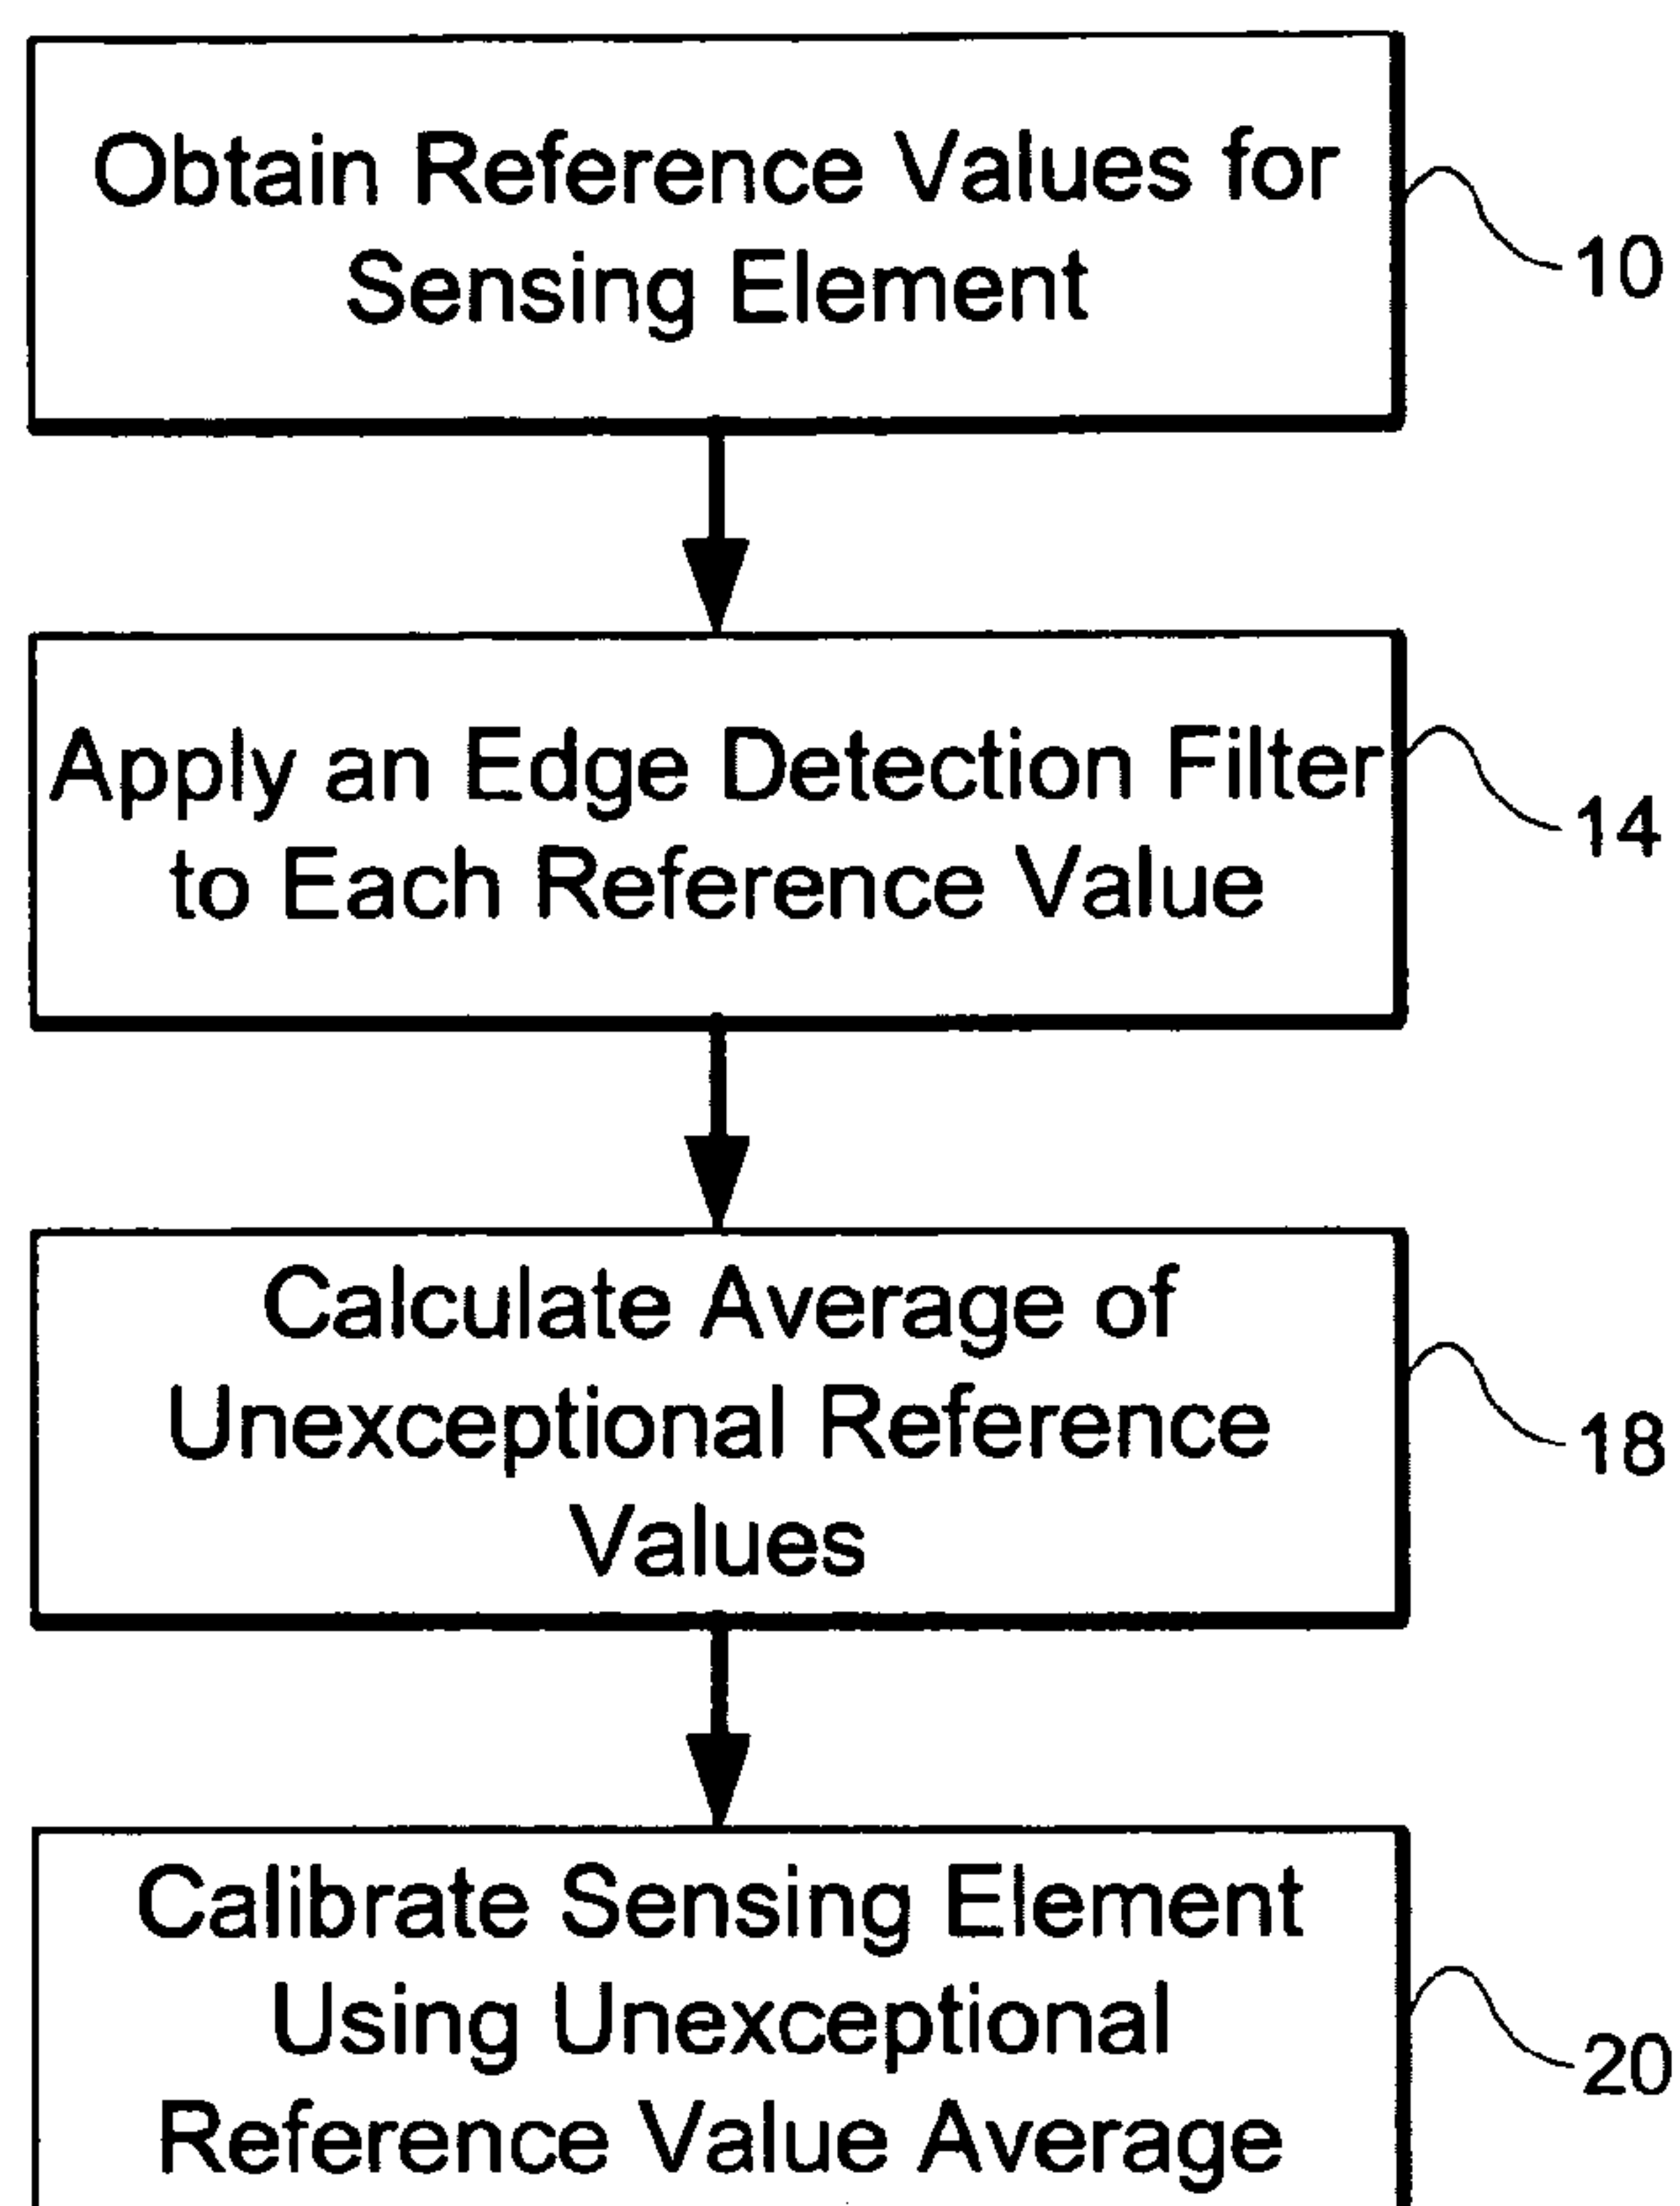 Obtain Reference Values for
Sensing Element
10
Apply an Edge Detection Filter
to Each Reference Value
14
Calculate Average of
Unexceptional Reference
Values
18
Calibrate Sensing Element
Using Unexceptional
Reference Value Average
20